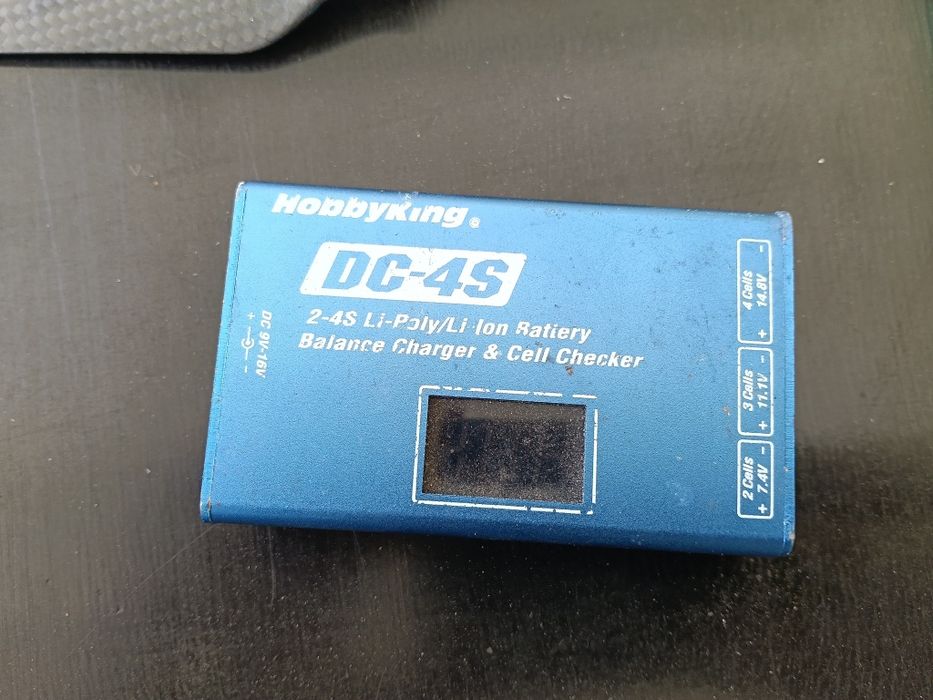 HobbyKing®
DC-4S
2-4S Li-Poly/Li-Ion Battery
Balance Charger & Cell Checker
DC 9V-16V
- +
4 Cells
+ 14.8V -
3 Cells
+ 11.1V -
2 Cells
+ 7.4V -